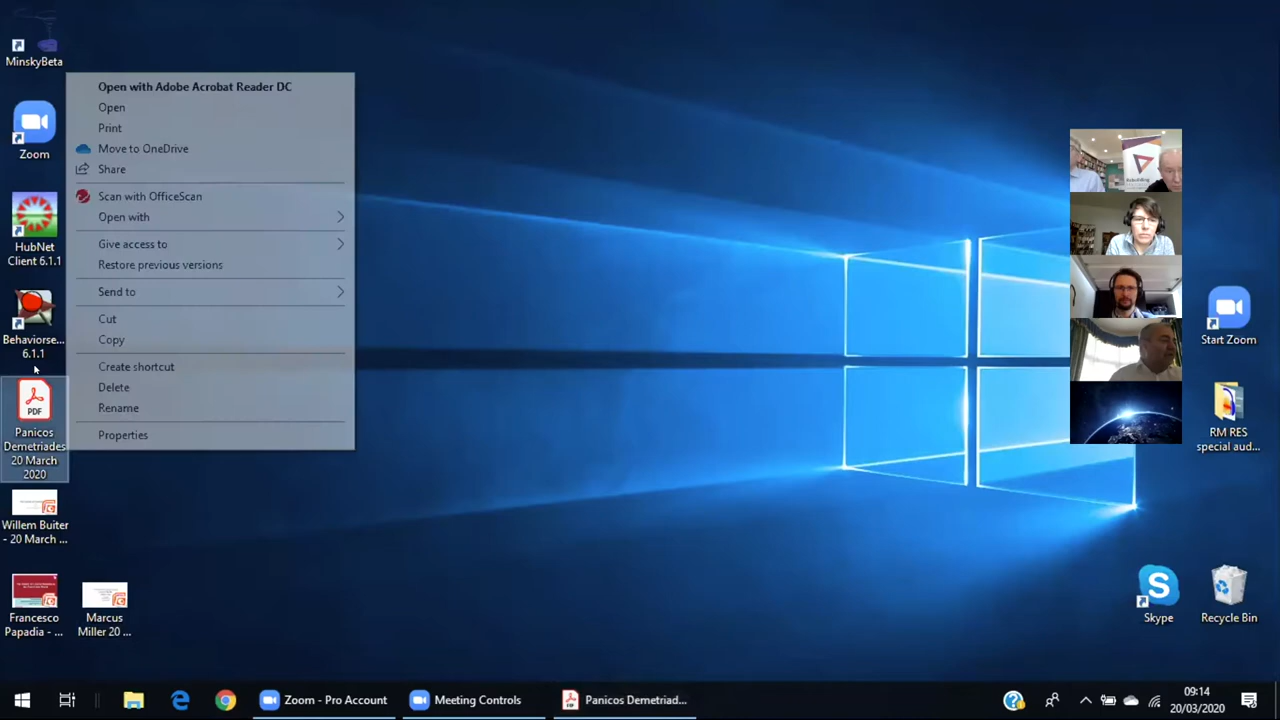 MinskyBeta
Zoom
HubNet
Client 6.1.1
Behaviorse...
6.1.1
PDF
Panicos
Demetriades
20 March
2020
Willem Buiter
- 20 March ...
Francesco
Papadia - ...
Marcus
Miller 20 ...
Open with Adobe Acrobat Reader DC
Open
Print
Move to OneDrive
Share
Scan with OfficeScan
Open with
Give access to
Restore previous versions
Send to
Cut
Copy
Create shortcut
Delete
Rename
Properties
Start Zoom
RM RES
special aud...
Skype
Recycle Bin
Zoom - Pro Account
Meeting Controls
Panicos Demetriad...
09:14
20/03/2020